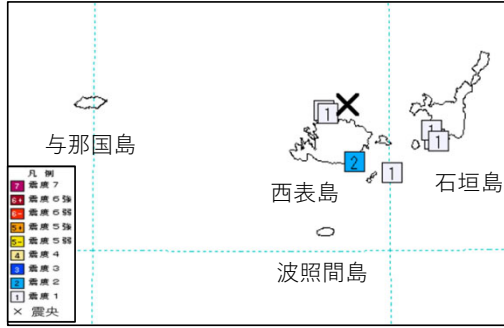 1
1
1
与那国島
2
1
西表島
石垣島
波照間島
凡例
7 震度7
6+ 震度6強
6- 震度6弱
5+ 震度5強
5- 震度5弱
4 震度4
3 震度3
2 震度2
1 震度1
× 震央